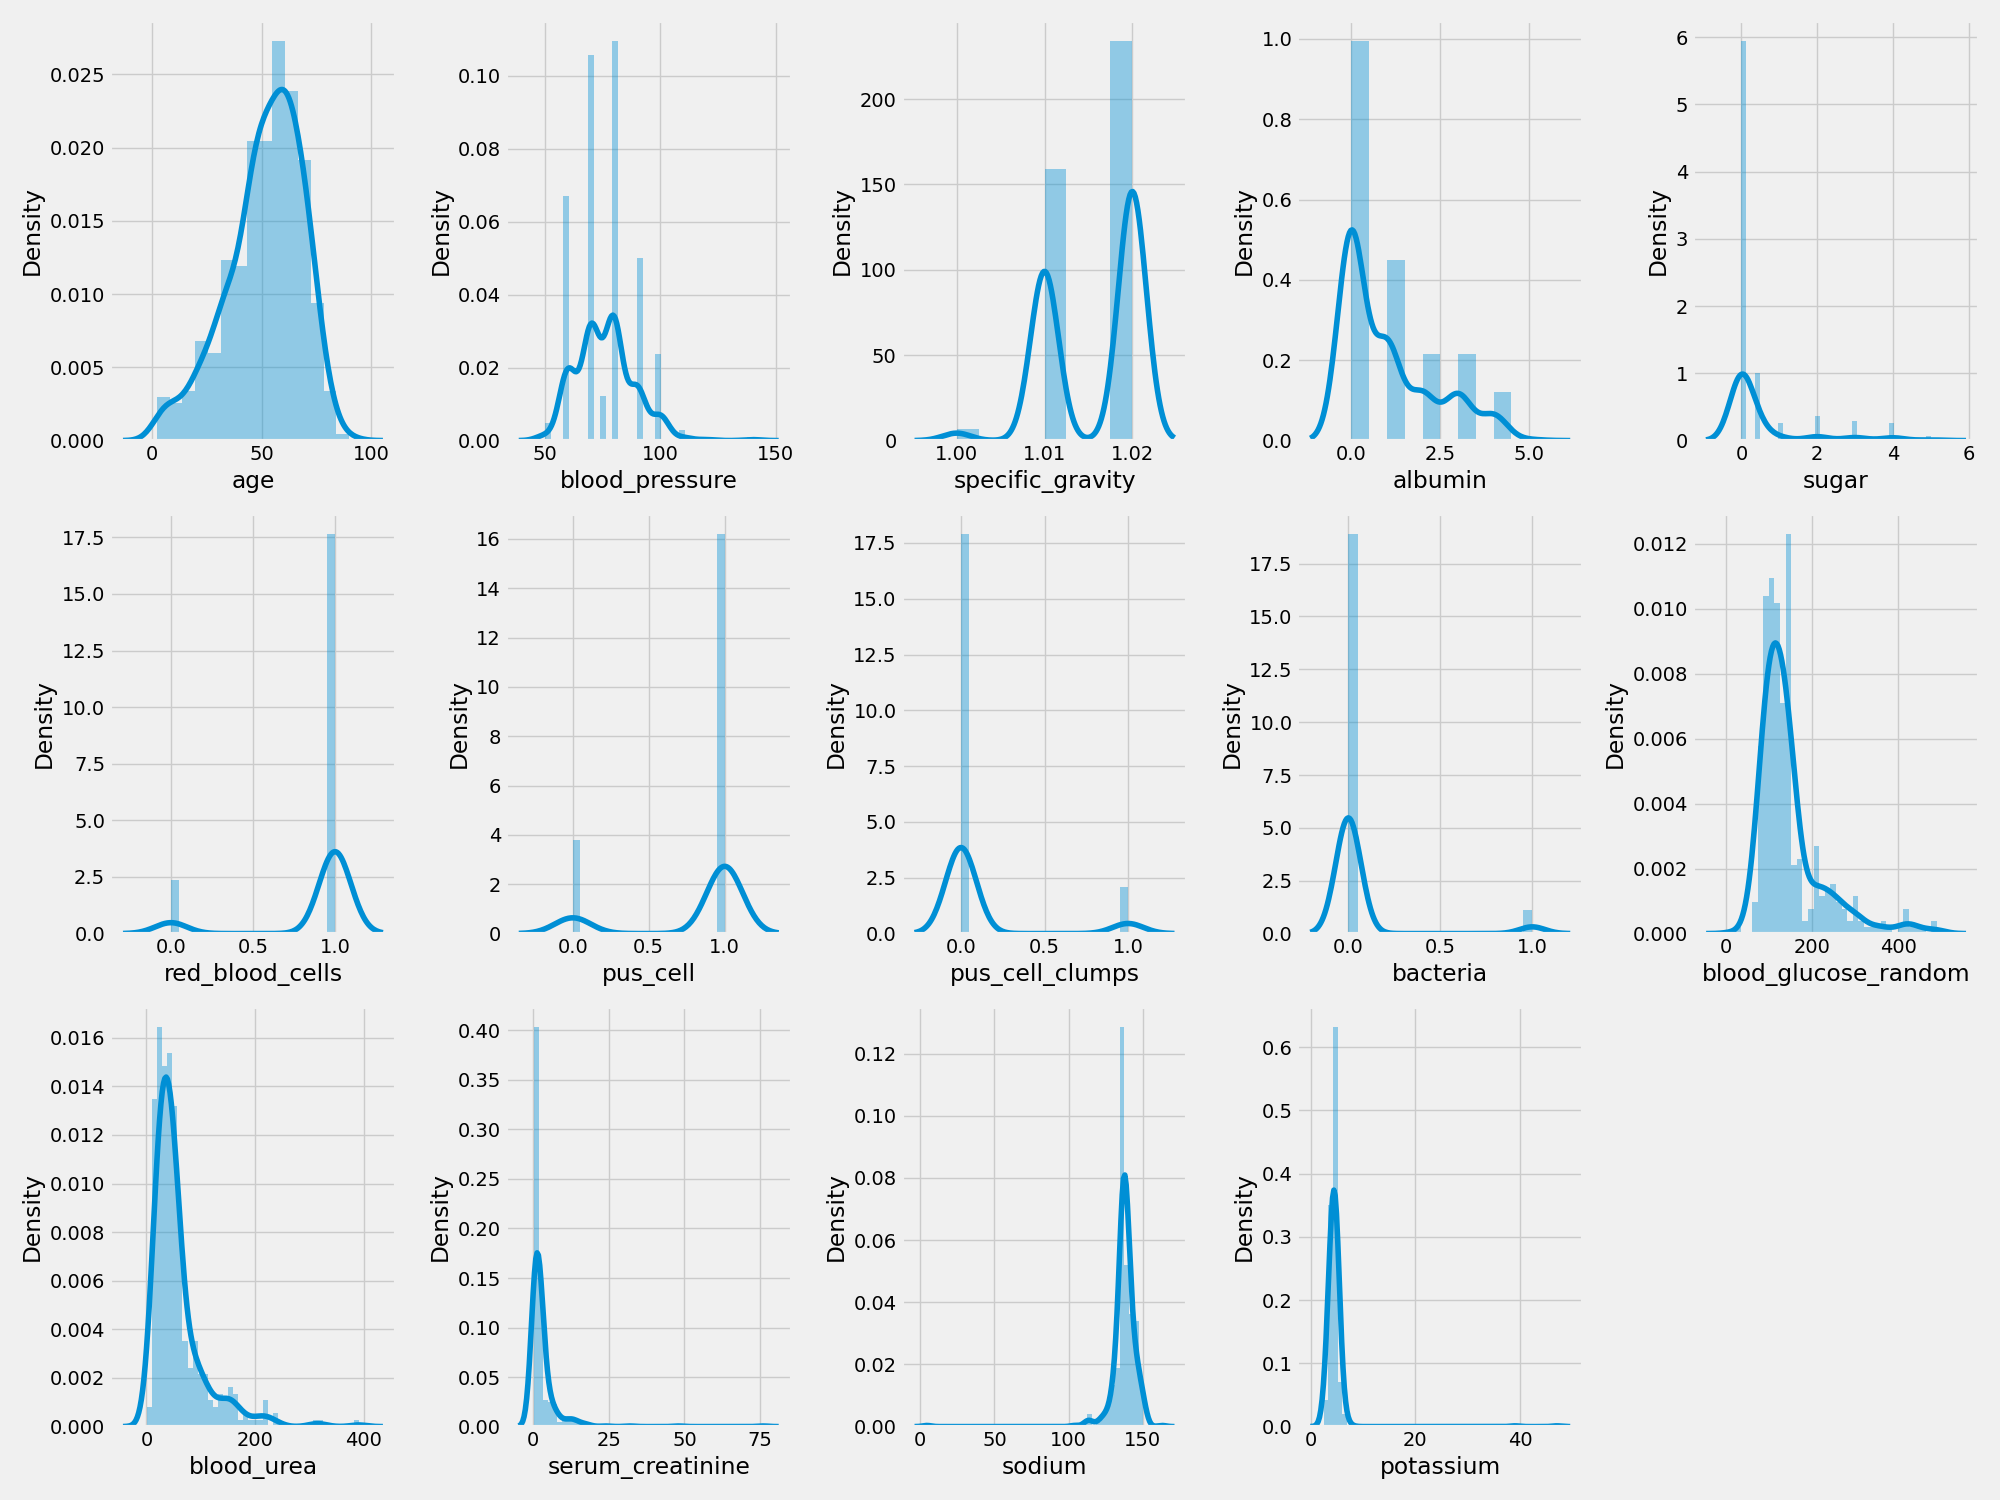 Density
0.025
0.020
0.015
0.010
0.005
0.000
0 50 100
age
Density
0.10
0.08
0.06
0.04
0.02
0.00
50 100 150
blood_pressure
Density
200
150
100
50
0
1.00 1.01 1.02
specific_gravity
Density
1.0
0.8
0.6
0.4
0.2
0.0
0.0 2.5 5.0
albumin
Density
6
5
4
3
2
1
0
0 2 4 6
sugar
Density
17.5
15.0
12.5
10.0
7.5
5.0
2.5
0.0
0.0 0.5 1.0
red_blood_cells
Density
16
14
12
10
8
6
4
2
0
0.0 0.5 1.0
pus_cell
Density
17.5
15.0
12.5
10.0
7.5
5.0
2.5
0.0
0.0 0.5 1.0
pus_cell_clumps
Density
17.5
15.0
12.5
10.0
7.5
5.0
2.5
0.0
0.0 0.5 1.0
bacteria
Density
0.012
0.010
0.008
0.006
0.004
0.002
0.000
0 200 400
blood_glucose_random
Density
0.016
0.014
0.012
0.010
0.008
0.006
0.004
0.002
0.000
0 200 400
blood_urea
Density
0.40
0.35
0.30
0.25
0.20
0.15
0.10
0.05
0.00
0 25 50 75
serum_creatinine
Density
0.12
0.10
0.08
0.06
0.04
0.02
0.00
0 50 100 150
sodium
Density
0.6
0.5
0.4
0.3
0.2
0.1
0.0
0 20 40
potassium